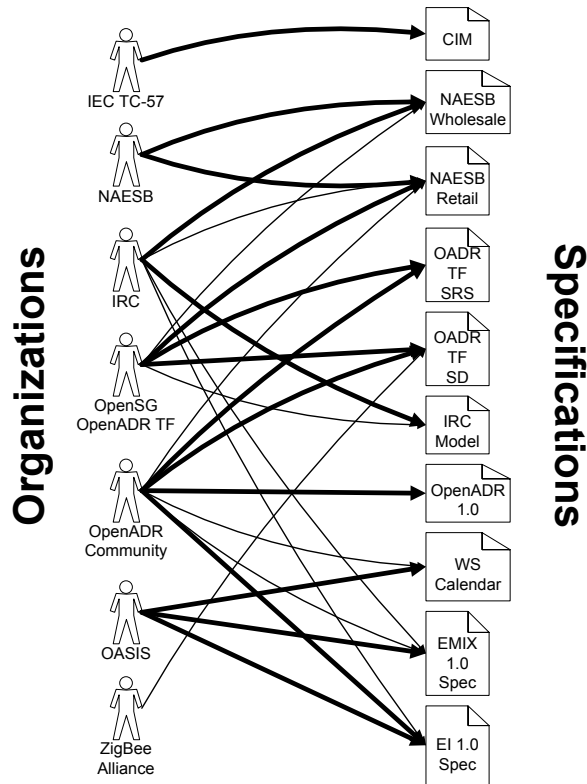 Organizations
IEC TC-57
NAESB
IRC
OpenSG
OpenADR TF
OpenADR
Community
OASIS
ZigBee
Alliance
CIM
NAESB
Wholesale
NAESB
Retail
OADR
TF
SRS
OADR
TF
SD
IRC
Model
OpenADR
1.0
WS
Calendar
EMIX
1.0
Spec
EI 1.0
Spec
Specifications